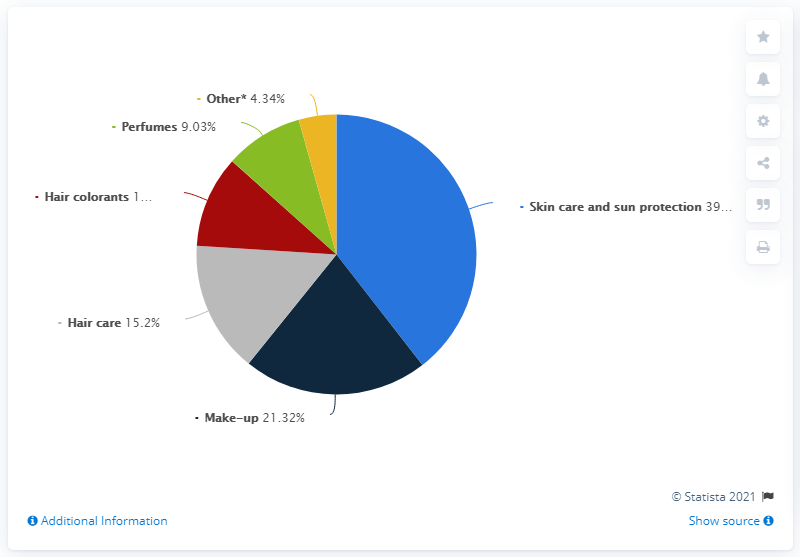 Other* 4.34%
Perfumes 9.03%
Hair colorants 1...
Skin care and sun protection 39...
Hair care 15.2%
Make-up 21.32%
© Statista 2021
Additional Information
Show source